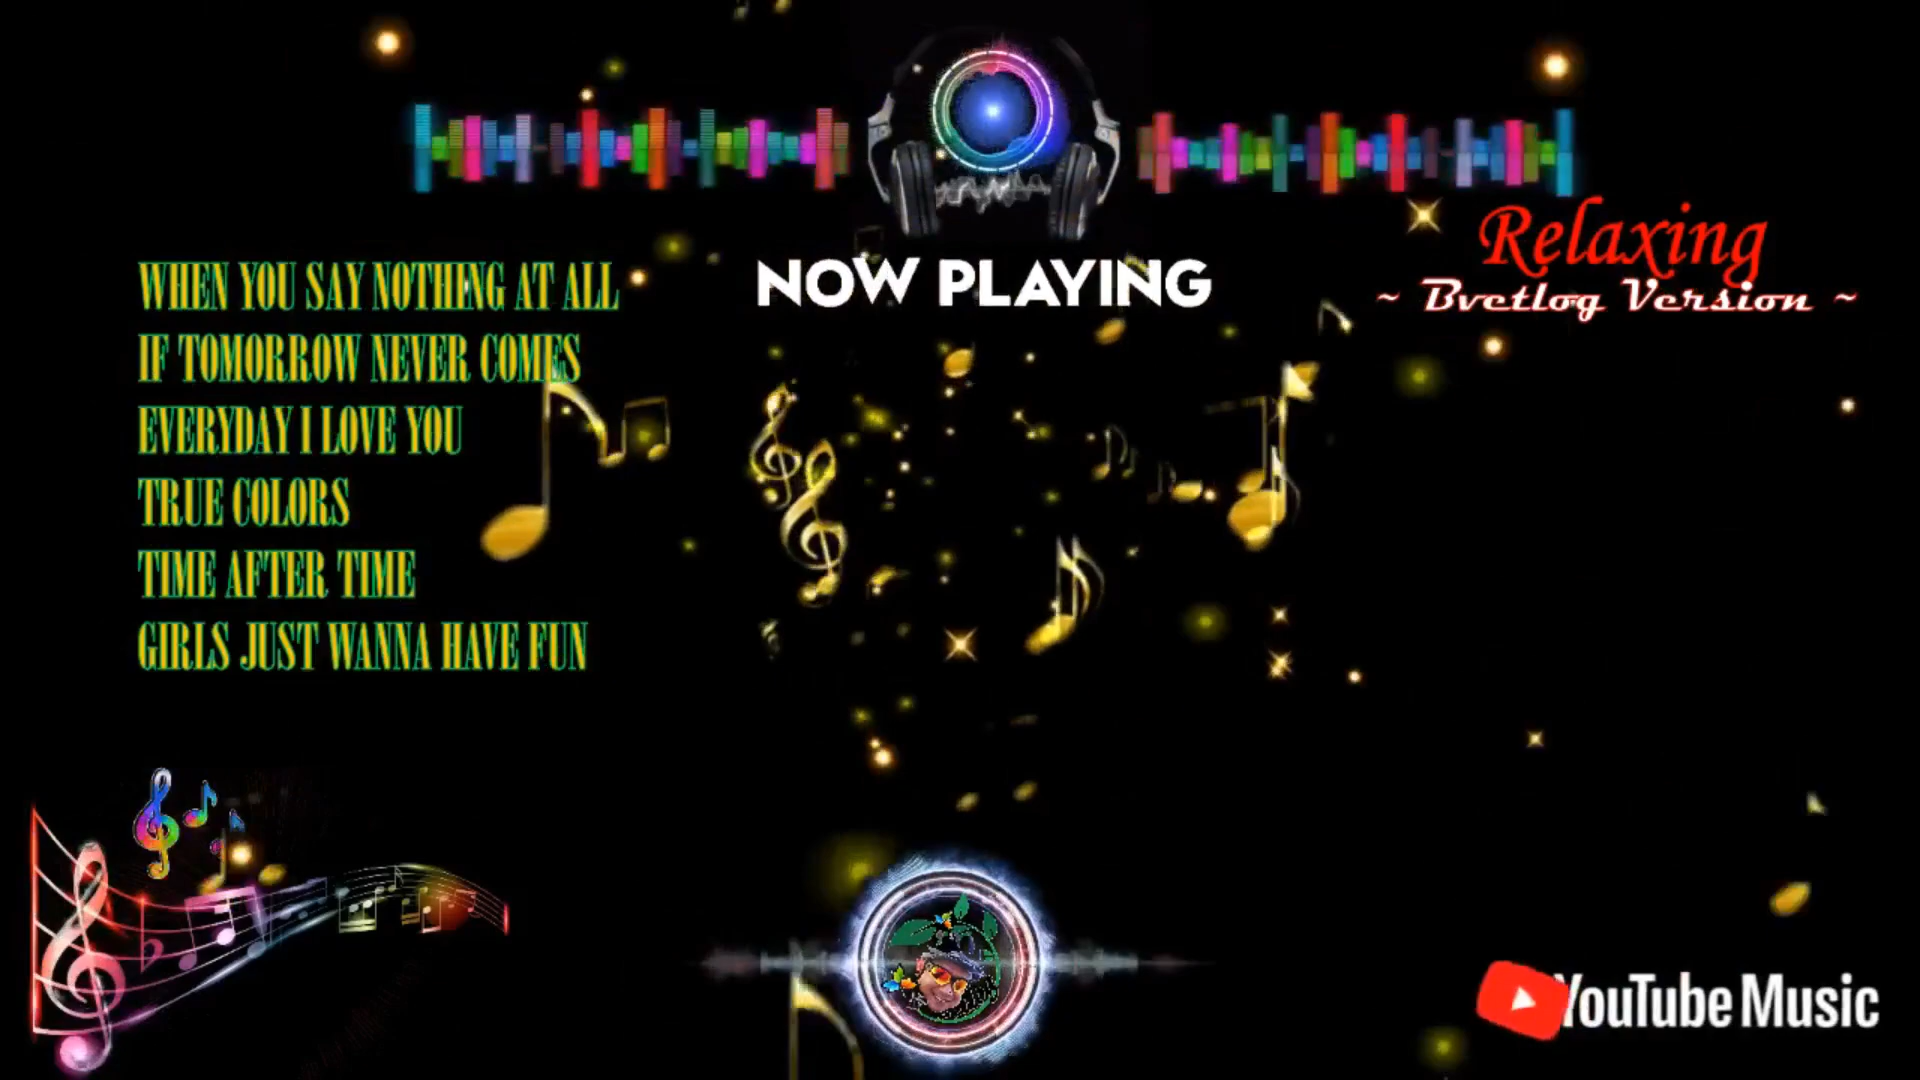 WHEN YOU SAY NOTHING AT ALL
IF TOMORROW NEVER COMES
EVERYDAY I LOVE YOU
TRUE COLORS
TIME AFTER TIME
GIRLS JUST WANNA HAVE FUN
NOW PLAYING
Relaxing
~ Bvctlog Version ~
YouTube Music